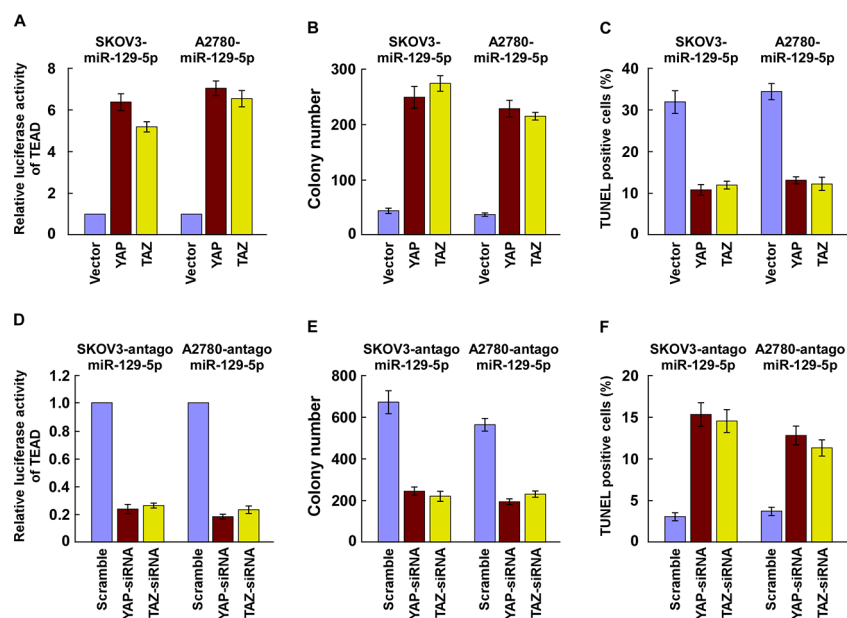 A
SKOV3- A2780-
miR-129-5p miR-129-5p
Relative luciferase activity
of TEAD
8
6
4
2
0
Vector YAP TAZ Vector YAP TAZ
B
SKOV3- A2780-
miR-129-5p miR-129-5p
Colony number
300
200
100
0
Vector YAP TAZ Vector YAP TAZ
C
SKOV3- A2780-
miR-129-5p miR-129-5p
TUNEL positive cells (%)
40
30
20
10
0
Vector YAP TAZ Vector YAP TAZ
D
SKOV3-antago A2780-antago
miR-129-5p miR-129-5p
Relative luciferase activity
of TEAD
1.2
1.0
0.8
0.6
0.4
0.2
0
Scramble YAP-siRNA TAZ-siRNA Scramble YAP-siRNA TAZ-siRNA
E
SKOV3-antago A2780-antago
miR-129-5p miR-129-5p
Colony number
800
600
400
200
0
Scramble YAP-siRNA TAZ-siRNA Scramble YAP-siRNA TAZ-siRNA
F
SKOV3-antago A2780-antago
miR-129-5p miR-129-5p
TUNEL positive cells (%)
20
15
10
5
0
Scramble YAP-siRNA TAZ-siRNA Scramble YAP-siRNA TAZ-siRNA